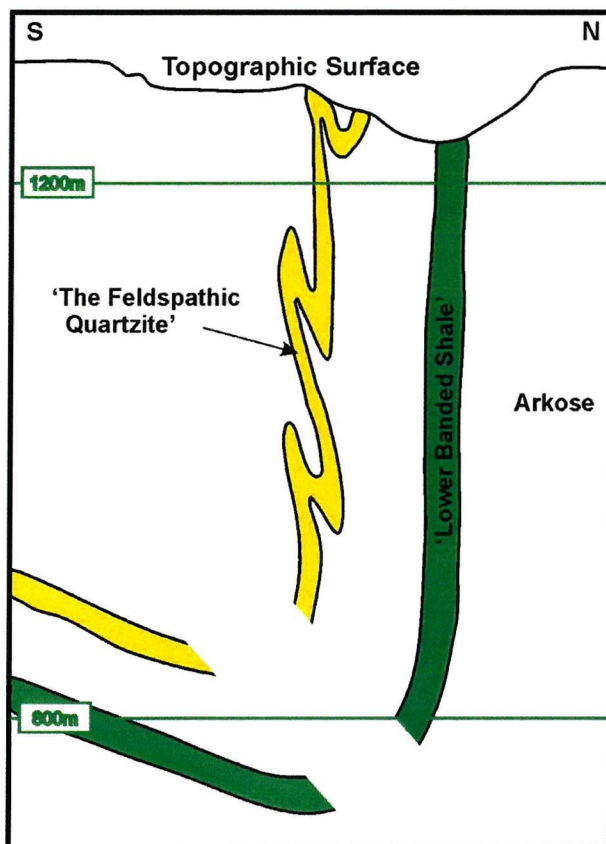 S
N
Topographic Surface
1200m
‘The Feldspathic
Quartzite’
‘Lower Banded Shale’
Arkose
800m